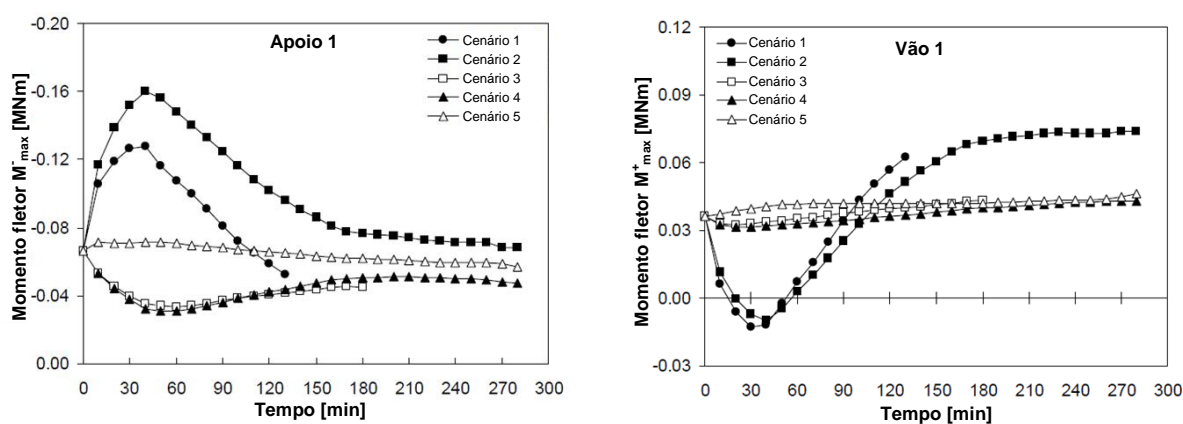 Apoio 1
Momento fletor M⁻max [MNm]
-0.20
-0.16
-0.12
-0.08
-0.04
0.00
0 30 60 90 120 150 180 210 240 270 300
Tempo [min]
Cenário 1
Cenário 2
Cenário 3
Cenário 4
Cenário 5
Vão 1
Momento fletor M⁺max [MNm]
0.12
0.09
0.06
0.03
0.00
-0.03
0 30 60 90 120 150 180 210 240 270 300
Tempo [min]
Cenário 1
Cenário 2
Cenário 3
Cenário 4
Cenário 5